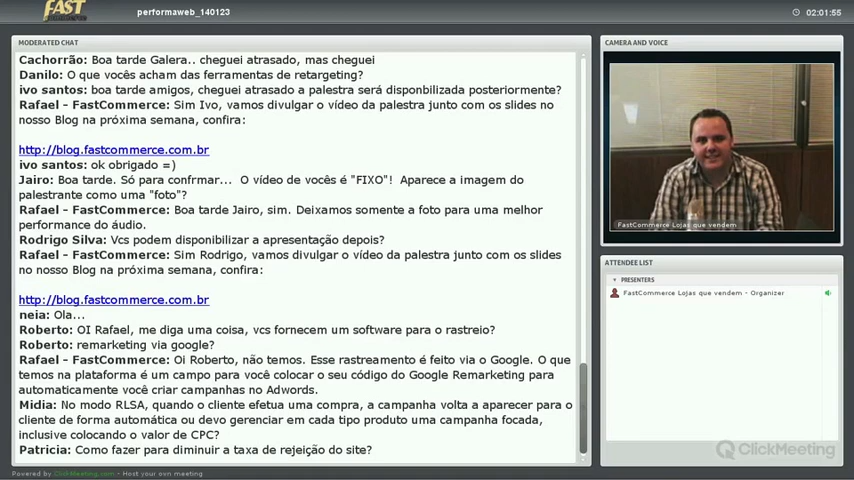 FAST
performaweb_140123
02:01:55
MODERATED CHAT
Cachorrão: Boa tarde Galera.. cheguei atrasado, mas cheguei
Danilo: O que vocês acham das ferramentas de retargeting?
ivo santos: boa tarde amigos, cheguei atrasado a palestra será disponbilizada posteriormente?
Rafael - FastCommerce: Sim Ivo, vamos divulgar o vídeo da palestra junto com os slides no
nosso Blog na próxima semana, confira:
http://blog.fastcommerce.com.br
ivo santos: ok obrigado =)
Jairo: Boa tarde. Só para confrmar... O vídeo de vocês é "FIXO"! Aparece a imagem do
palestrante como uma "foto"?
Rafael - FastCommerce: Boa tarde Jairo, sim. Deixamos somente a foto para uma melhor
performance do áudio.
Rodrigo Silva: Vcs podem disponibilizar a apresentação depois?
Rafael - FastCommerce: Sim Rodrigo, vamos divulgar o vídeo da palestra junto com os slides
no nosso Blog na próxima semana, confira:
http://blog.fastcommerce.com.br
neia: Ola...
Roberto: OI Rafael, me diga uma coisa, vcs fornecem um software para o rastreio?
Roberto: remarketing via google?
Rafael - FastCommerce: Oi Roberto, não temos. Esse rastreamento é feito via o Google. O que
temos na plataforma é um campo para você colocar o seu código do Google Remarketing para
automaticamente você criar campanhas no Adwords.
Midia: No modo RLSA, quando o cliente efetua uma compra, a campanha volta a aparecer para o
cliente de forma automática ou devo gerenciar em cada tipo produto uma campanha focada,
inclusive colocando o valor de CPC?
Patricia: Como fazer para diminuir a taxa de rejeição do site?
CAMERA AND VOICE
FastCommerce Lojas que vendem
ATTENDEE LIST
PRESENTERS
FastCommerce Lojas que vendem - Organizer
ClickMeeting
Powered by ClickMeeting.com - Host your own meeting